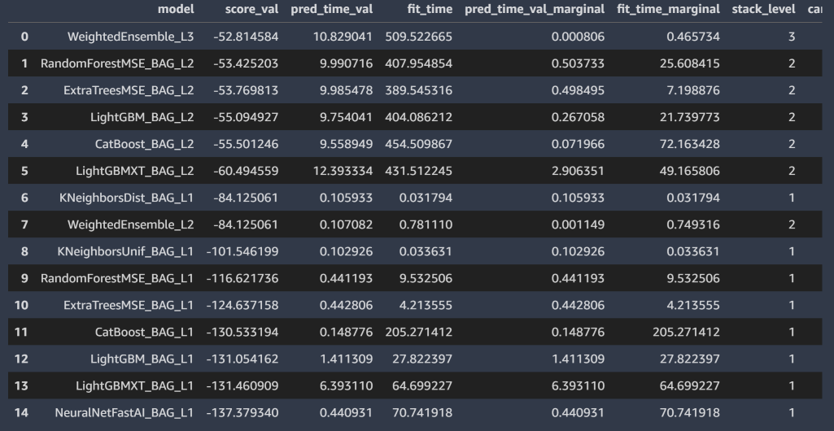 model score_val pred_time_val fit_time pred_time_val_marginal fit_time_marginal stack_level
0 WeightedEnsemble_L3 -52.814584 10.829041 509.522665 0.000806 0.465734 3
1 RandomForestMSE_BAG_L2 -53.425203 9.990716 407.954854 0.503733 25.608415 2
2 ExtraTreesMSE_BAG_L2 -53.769813 9.985478 389.545316 0.498495 7.198876 2
3 LightGBM_BAG_L2 -55.094927 9.754041 404.086212 0.267058 21.739773 2
4 CatBoost_BAG_L2 -55.501246 9.558949 454.509867 0.071966 72.163428 2
5 LightGBMXT_BAG_L2 -60.494559 12.393334 431.512245 2.906351 49.165806 2
6 KNeighborsDist_BAG_L1 -84.125061 0.105933 0.031794 0.105933 0.031794 1
7 WeightedEnsemble_L2 -84.125061 0.107082 0.781110 0.001149 0.749316 2
8 KNeighborsUnif_BAG_L1 -101.546199 0.102926 0.033631 0.102926 0.033631 1
9 RandomForestMSE_BAG_L1 -116.621736 0.441193 9.532506 0.441193 9.532506 1
10 ExtraTreesMSE_BAG_L1 -124.637158 0.442806 4.213555 0.442806 4.213555 1
11 CatBoost_BAG_L1 -130.533194 0.148776 205.271412 0.148776 205.271412 1
12 LightGBM_BAG_L1 -131.054162 1.411309 27.822397 1.411309 27.822397 1
13 LightGBMXT_BAG_L1 -131.460909 6.393110 64.699227 6.393110 64.699227 1
14 NeuralNetFastAI_BAG_L1 -137.379340 0.440931 70.741918 0.440931 70.741918 1